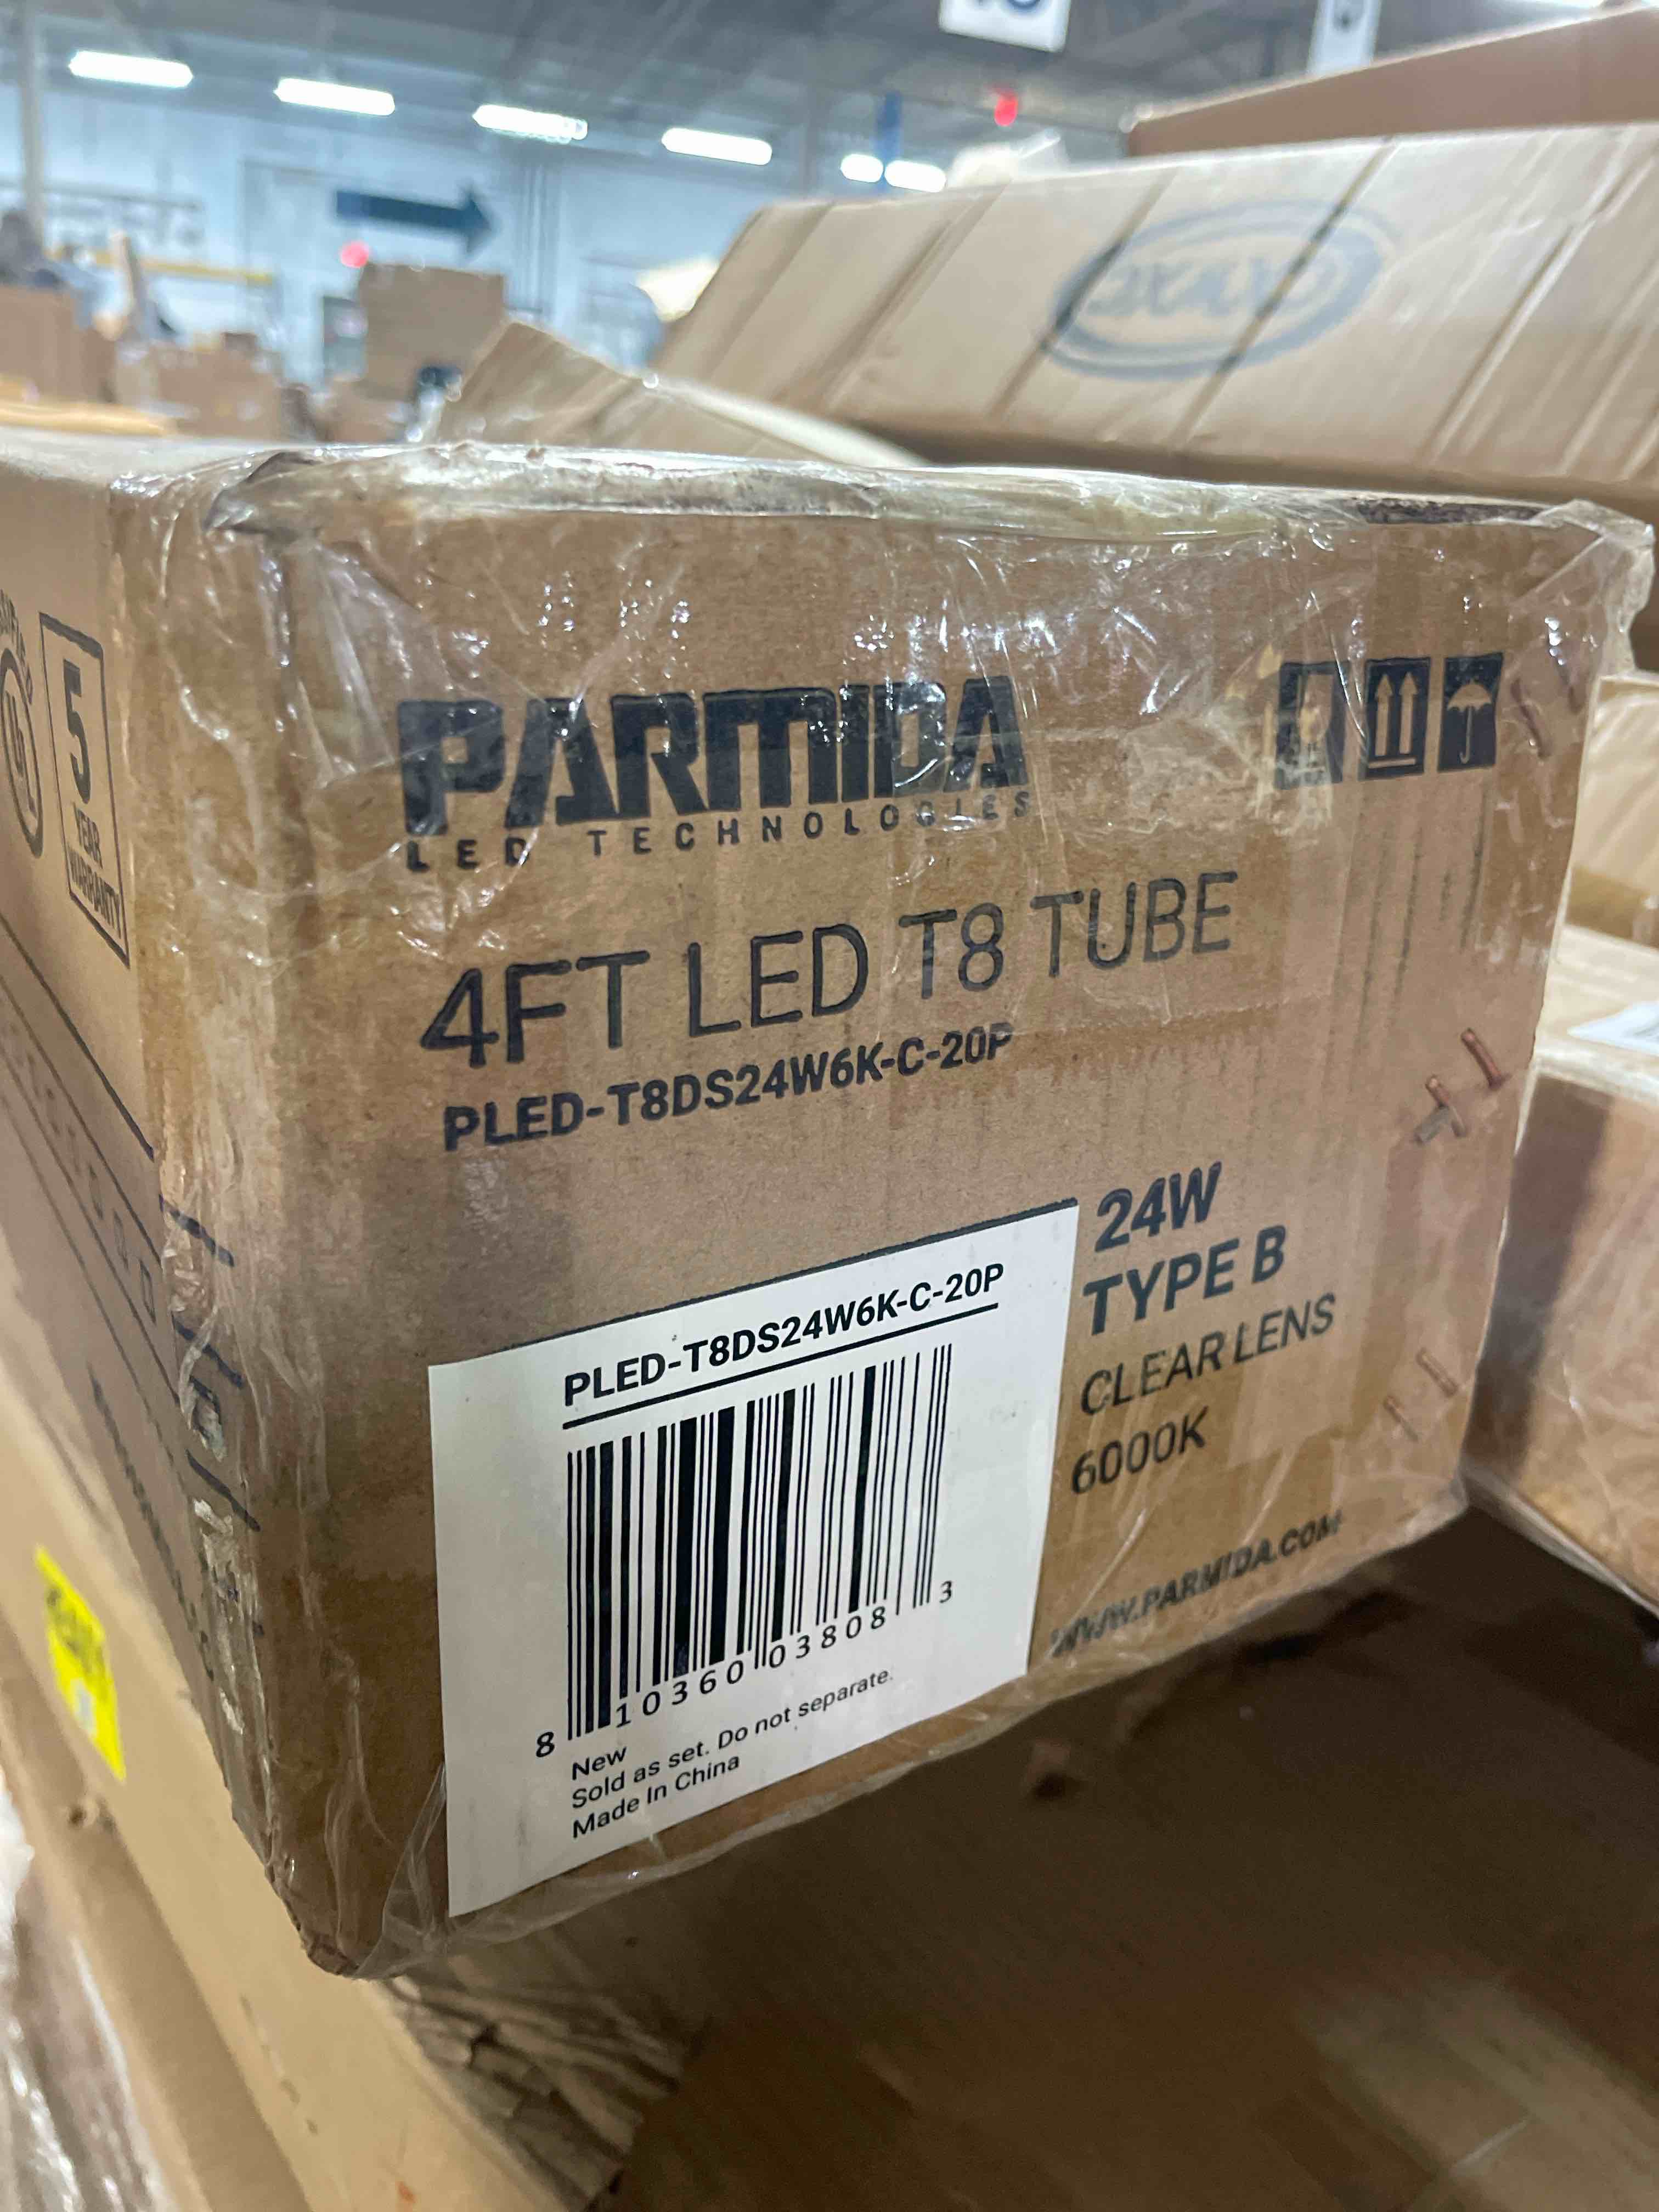 PARMIDA
LED TECHNOLOGIES
4FT LED T8 TUBE
PLED-T8DS24W6K-C-20P
24W
TYPE B
CLEAR LENS
6000K
WWW.PARMIDA.COM
PLED-T8DS24W6K-C-20P
8 10360 03808 3
New
Sold as set. Do not separate.
Made In China
5
YEAR
WARRANTY
UL